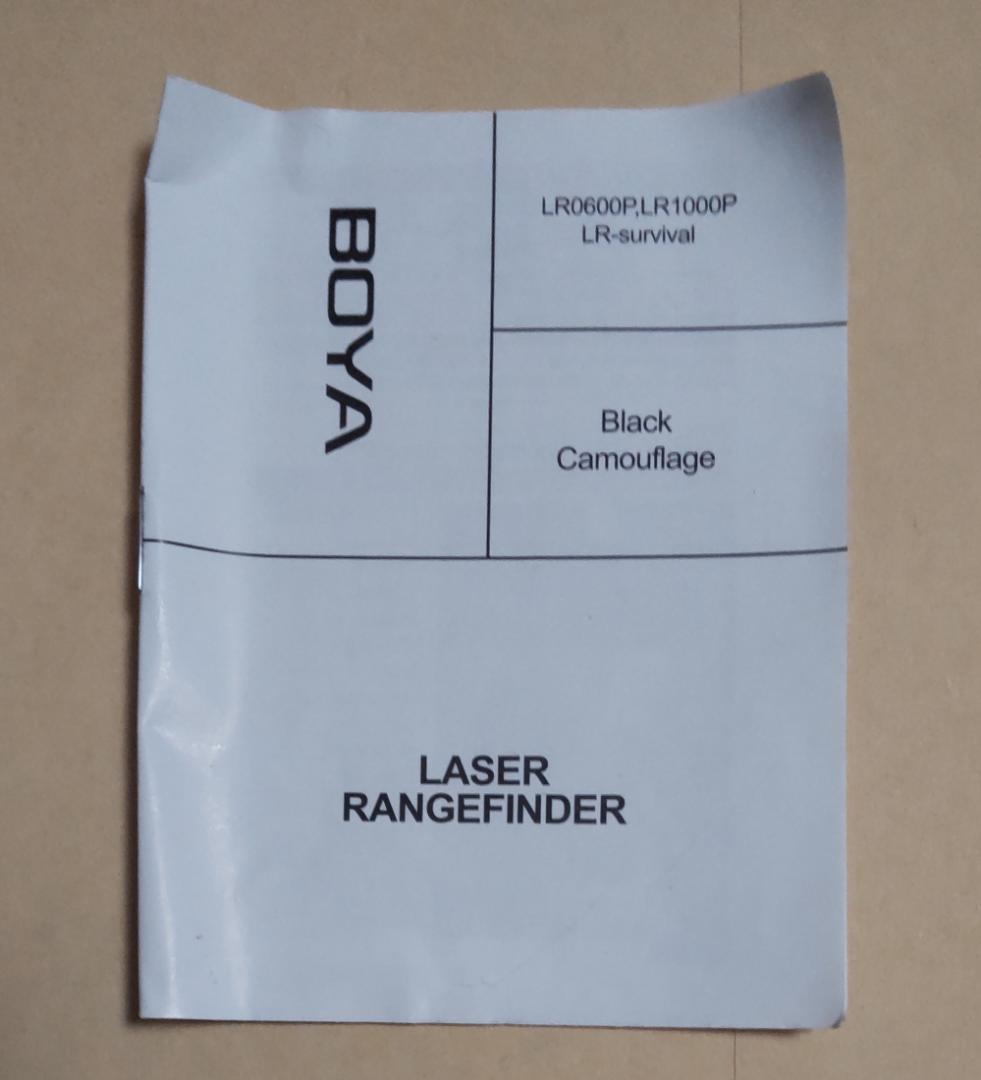 BOYA
LR0600P,LR1000P
LR-survival
Black
Camouflage
LASER
RANGEFINDER